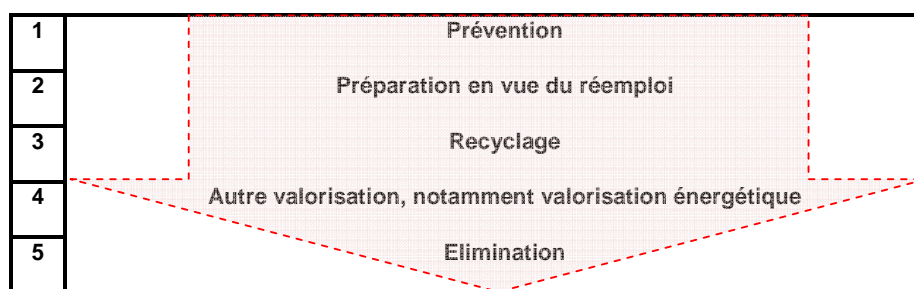 1 Prévention
2 Préparation en vue du réemploi
3 Recyclage
4 Autre valorisation, notamment valorisation énergétique
5 Elimination